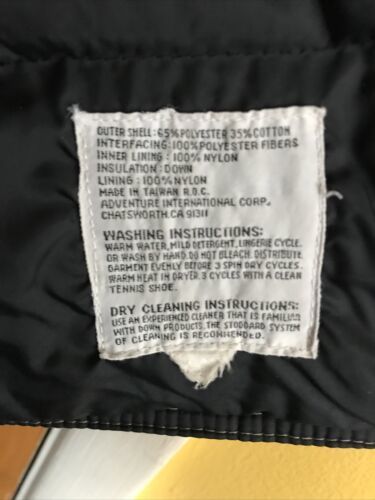 OUTER SHELL: 65% POLYESTER 35% COTTON
INTERFACING: 100% POLYESTER FIBERS
INNER LINING: 100% NYLON
INSULATION: DOWN
LINING: 100% NYLON
MADE IN TAIWAN R.O.C.
ADVENTURE INTERNATIONAL CORP.
CHATSWORTH, CA 91311
WASHING INSTRUCTIONS:
WARM WATER, MILD DETERGENT, LINGERIE CYCLE.
OR WASH BY HAND. DO NOT BLEACH. DISTRIBUTE
GARMENT EVENLY BEFORE 3 SPIN DRY CYCLES.
WARM HEAT IN DRYER. 3 CYCLES WITH A CLEAN
TENNIS SHOE.
DRY CLEANING INSTRUCTIONS:
USE AN EXPERIENCED CLEANER THAT IS FAMILIAR
WITH DOWN PRODUCTS. THE STODDARD SYSTEM
OF CLEANING IS RECOMMENDED.